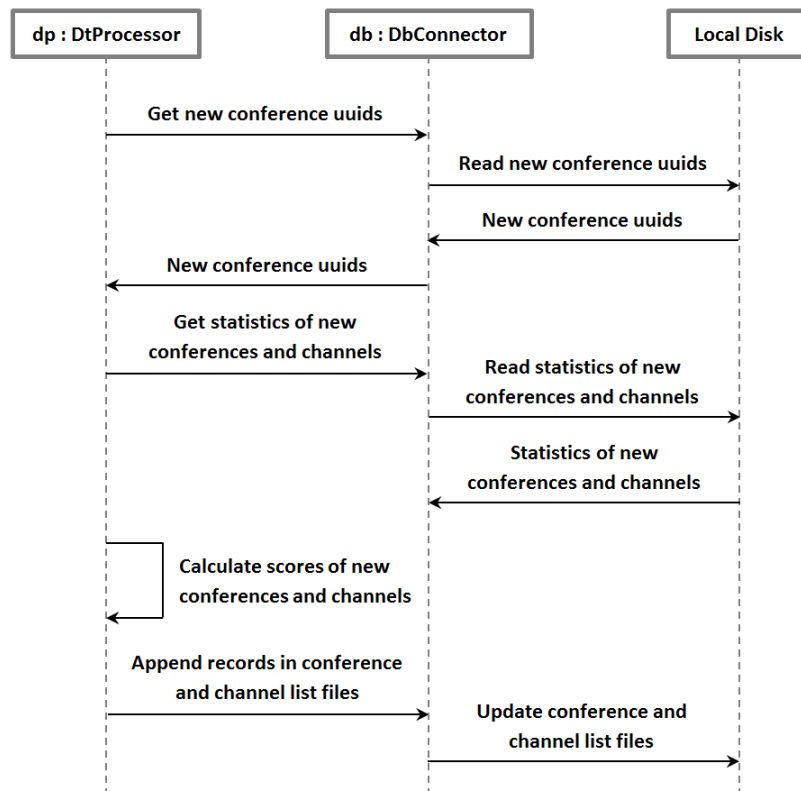 dp : DtProcessor
db : DbConnector
Local Disk
Get new conference uuids
Read new conference uuids
New conference uuids
New conference uuids
Get statistics of new
conferences and channels
Read statistics of new
conferences and channels
Statistics of new
conferences and channels
Calculate scores of new
conferences and channels
Append records in conference
and channel list files
Update conference and
channel list files